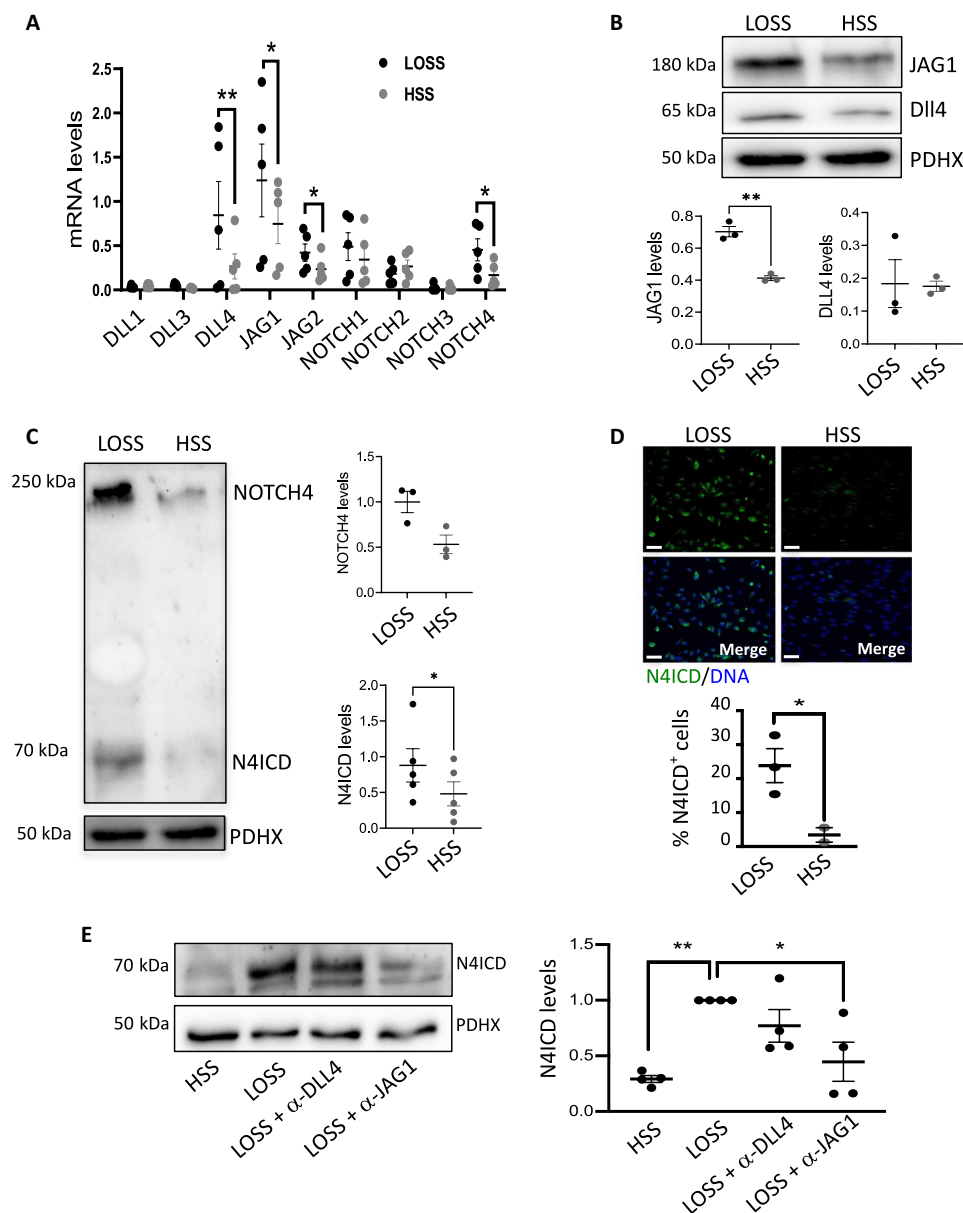 A
*
LOSS
HSS
**
*
*
*
mRNA levels
2.5
2.0
1.5
1.0
0.5
0.0
DLL1
DLL3
DLL4
JAG1
JAG2
NOTCH1
NOTCH2
NOTCH3
NOTCH4
B
LOSS HSS
180 kDa JAG1
65 kDa Dll4
50 kDa PDHX
**
JAG1 levels
0.8
0.6
0.4
0.2
0.0
LOSS
HSS
DLL4 levels
0.4
0.3
0.2
0.1
0.0
LOSS
HSS
C
LOSS HSS
250 kDa NOTCH4
70 kDa N4ICD
50 kDa PDHX
NOTCH4 levels
1.5
1.0
0.5
0.0
LOSS
HSS
*
N4ICD levels
2.0
1.5
1.0
0.5
0.0
LOSS
HSS
D
LOSS HSS
Merge Merge
N4ICD/DNA
*
% N4ICD+ cells
40
30
20
10
0
LOSS
HSS
E
70 kDa N4ICD
50 kDa PDHX
HSS
LOSS
LOSS + α-DLL4
LOSS + α-JAG1
** *
N4ICD levels
1.5
1.0
0.5
0.0
HSS
LOSS
LOSS + α-DLL4
LOSS + α-JAG1